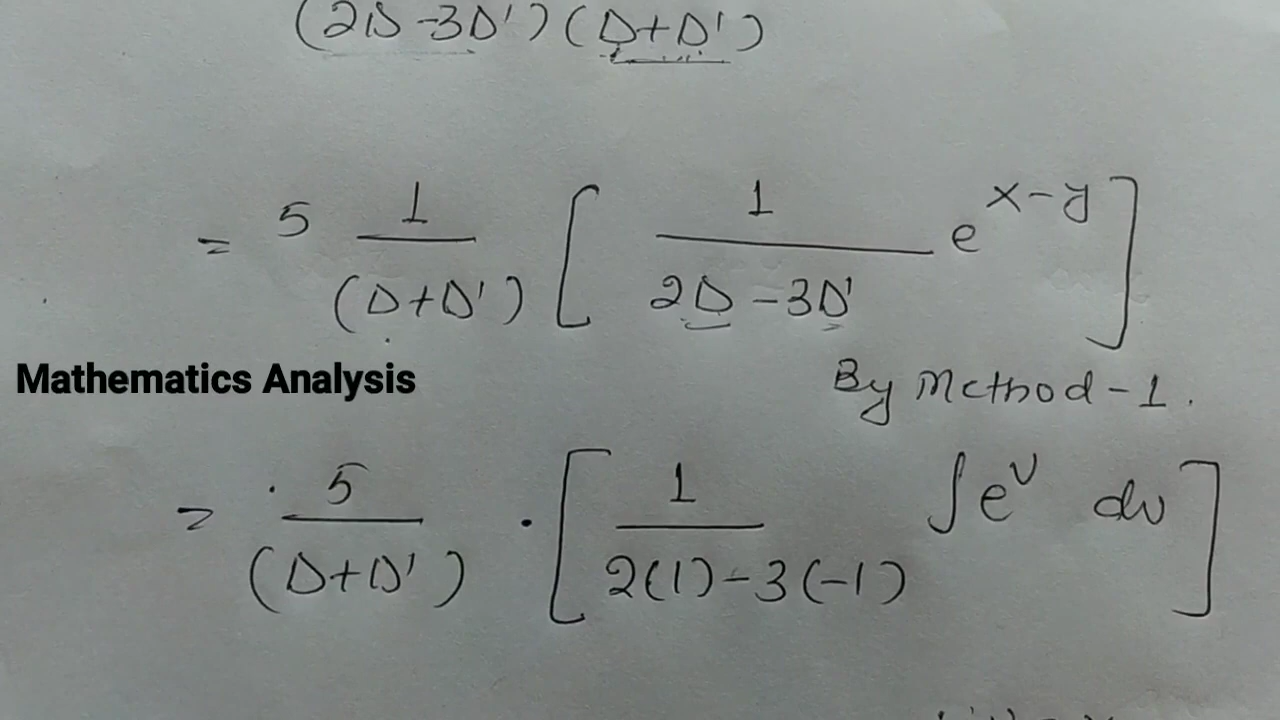 (2D-3D')(D+D')
= 5 1/(D+D') [ 1/(2D-3D') e^(x-y) ]
Mathematics Analysis
By Method-1.
= 5/(D+D') · [ 1/(2(1)-3(-1)) ∫e^v dv ]